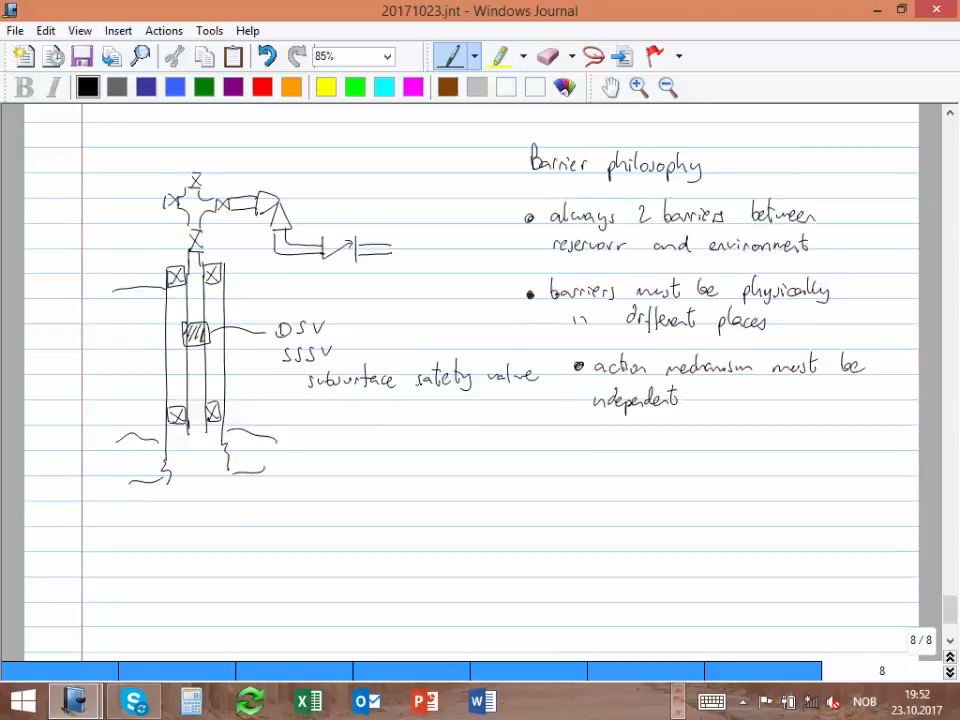 20171023.jnt - Windows Journal
File Edit View Insert Actions Tools Help
85%
B I
Barrier philosophy
always 2 barriers between
reservoir and environment
barriers must be physically
in different places
action mechanism must be
independent
DSV
SSSV
subsurface safety valve
8 / 8
8
NOB
19:52
23.10.2017